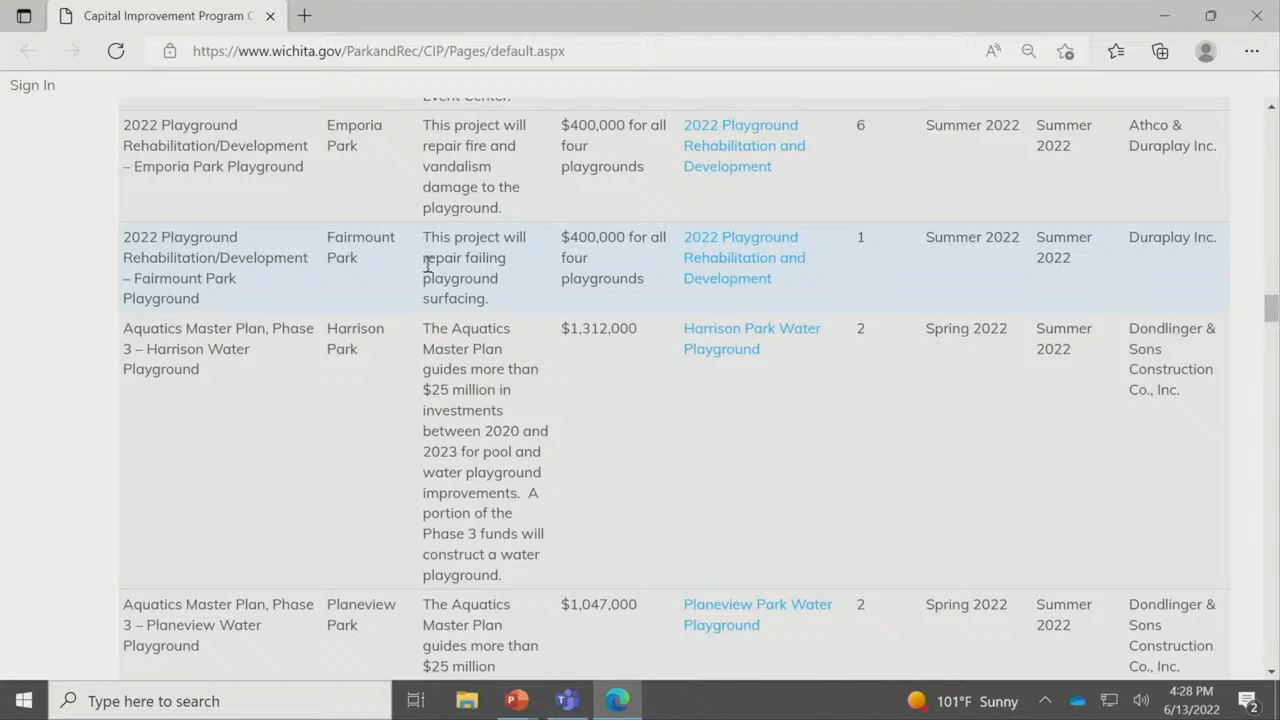 Capital Improvement Program C
https://www.wichita.gov/ParkandRec/CIP/Pages/default.aspx
Sign In
Event Center.
2022 Playground
Rehabilitation/Development
– Emporia Park Playground
Emporia
Park
This project will
repair fire and
vandalism
damage to the
playground.
$400,000 for all
four
playgrounds
2022 Playground
Rehabilitation and
Development
6
Summer 2022
Summer
2022
Athco &
Duraplay Inc.
2022 Playground
Rehabilitation/Development
– Fairmount Park
Playground
Fairmount
Park
This project will
repair failing
playground
surfacing.
$400,000 for all
four
playgrounds
2022 Playground
Rehabilitation and
Development
1
Summer 2022
Summer
2022
Duraplay Inc.
Aquatics Master Plan, Phase
3 – Harrison Water
Playground
Harrison
Park
The Aquatics
Master Plan
guides more than
$25 million in
investments
between 2020 and
2023 for pool and
water playground
improvements.  A
portion of the
Phase 3 funds will
construct a water
playground.
$1,312,000
Harrison Park Water
Playground
2
Spring 2022
Summer
2022
Dondlinger &
Sons
Construction
Co., Inc.
Aquatics Master Plan, Phase
3 – Planeview Water
Playground
Planeview
Park
The Aquatics
Master Plan
guides more than
$25 million
$1,047,000
Planeview Park Water
Playground
2
Spring 2022
Summer
2022
Dondlinger &
Sons
Construction
Co., Inc.
Type here to search
101°F Sunny
4:28 PM
6/13/2022
2